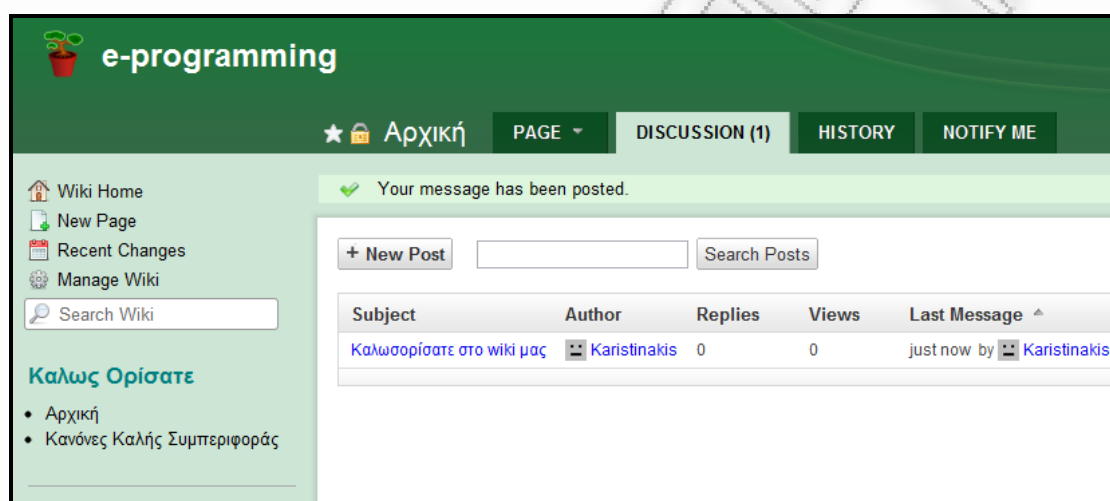 e-programming
Αρχική PAGE DISCUSSION (1) HISTORY NOTIFY ME
Wiki Home
New Page
Recent Changes
Manage Wiki
Search Wiki
Καλως Ορίσατε
• Αρχική
• Κανόνες Καλής Συμπεριφοράς
Your message has been posted.
+ New Post Search Posts
Subject Author Replies Views Last Message
Καλωσορίσατε στο wiki μας Karistinakis 0 0 just now by Karistinakis